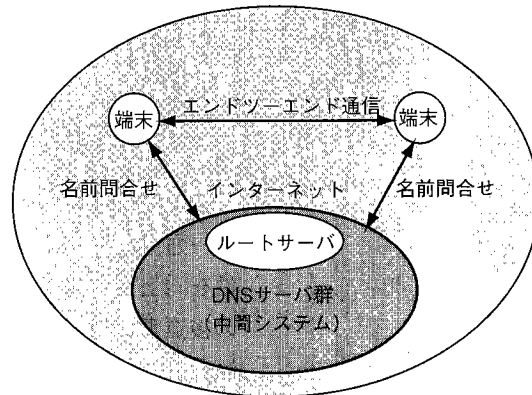 エンドツーエンド通信
端末
端末
名前問合せ
インターネット
名前問合せ
ルートサーバ
DNSサーバ群
(中間システム)